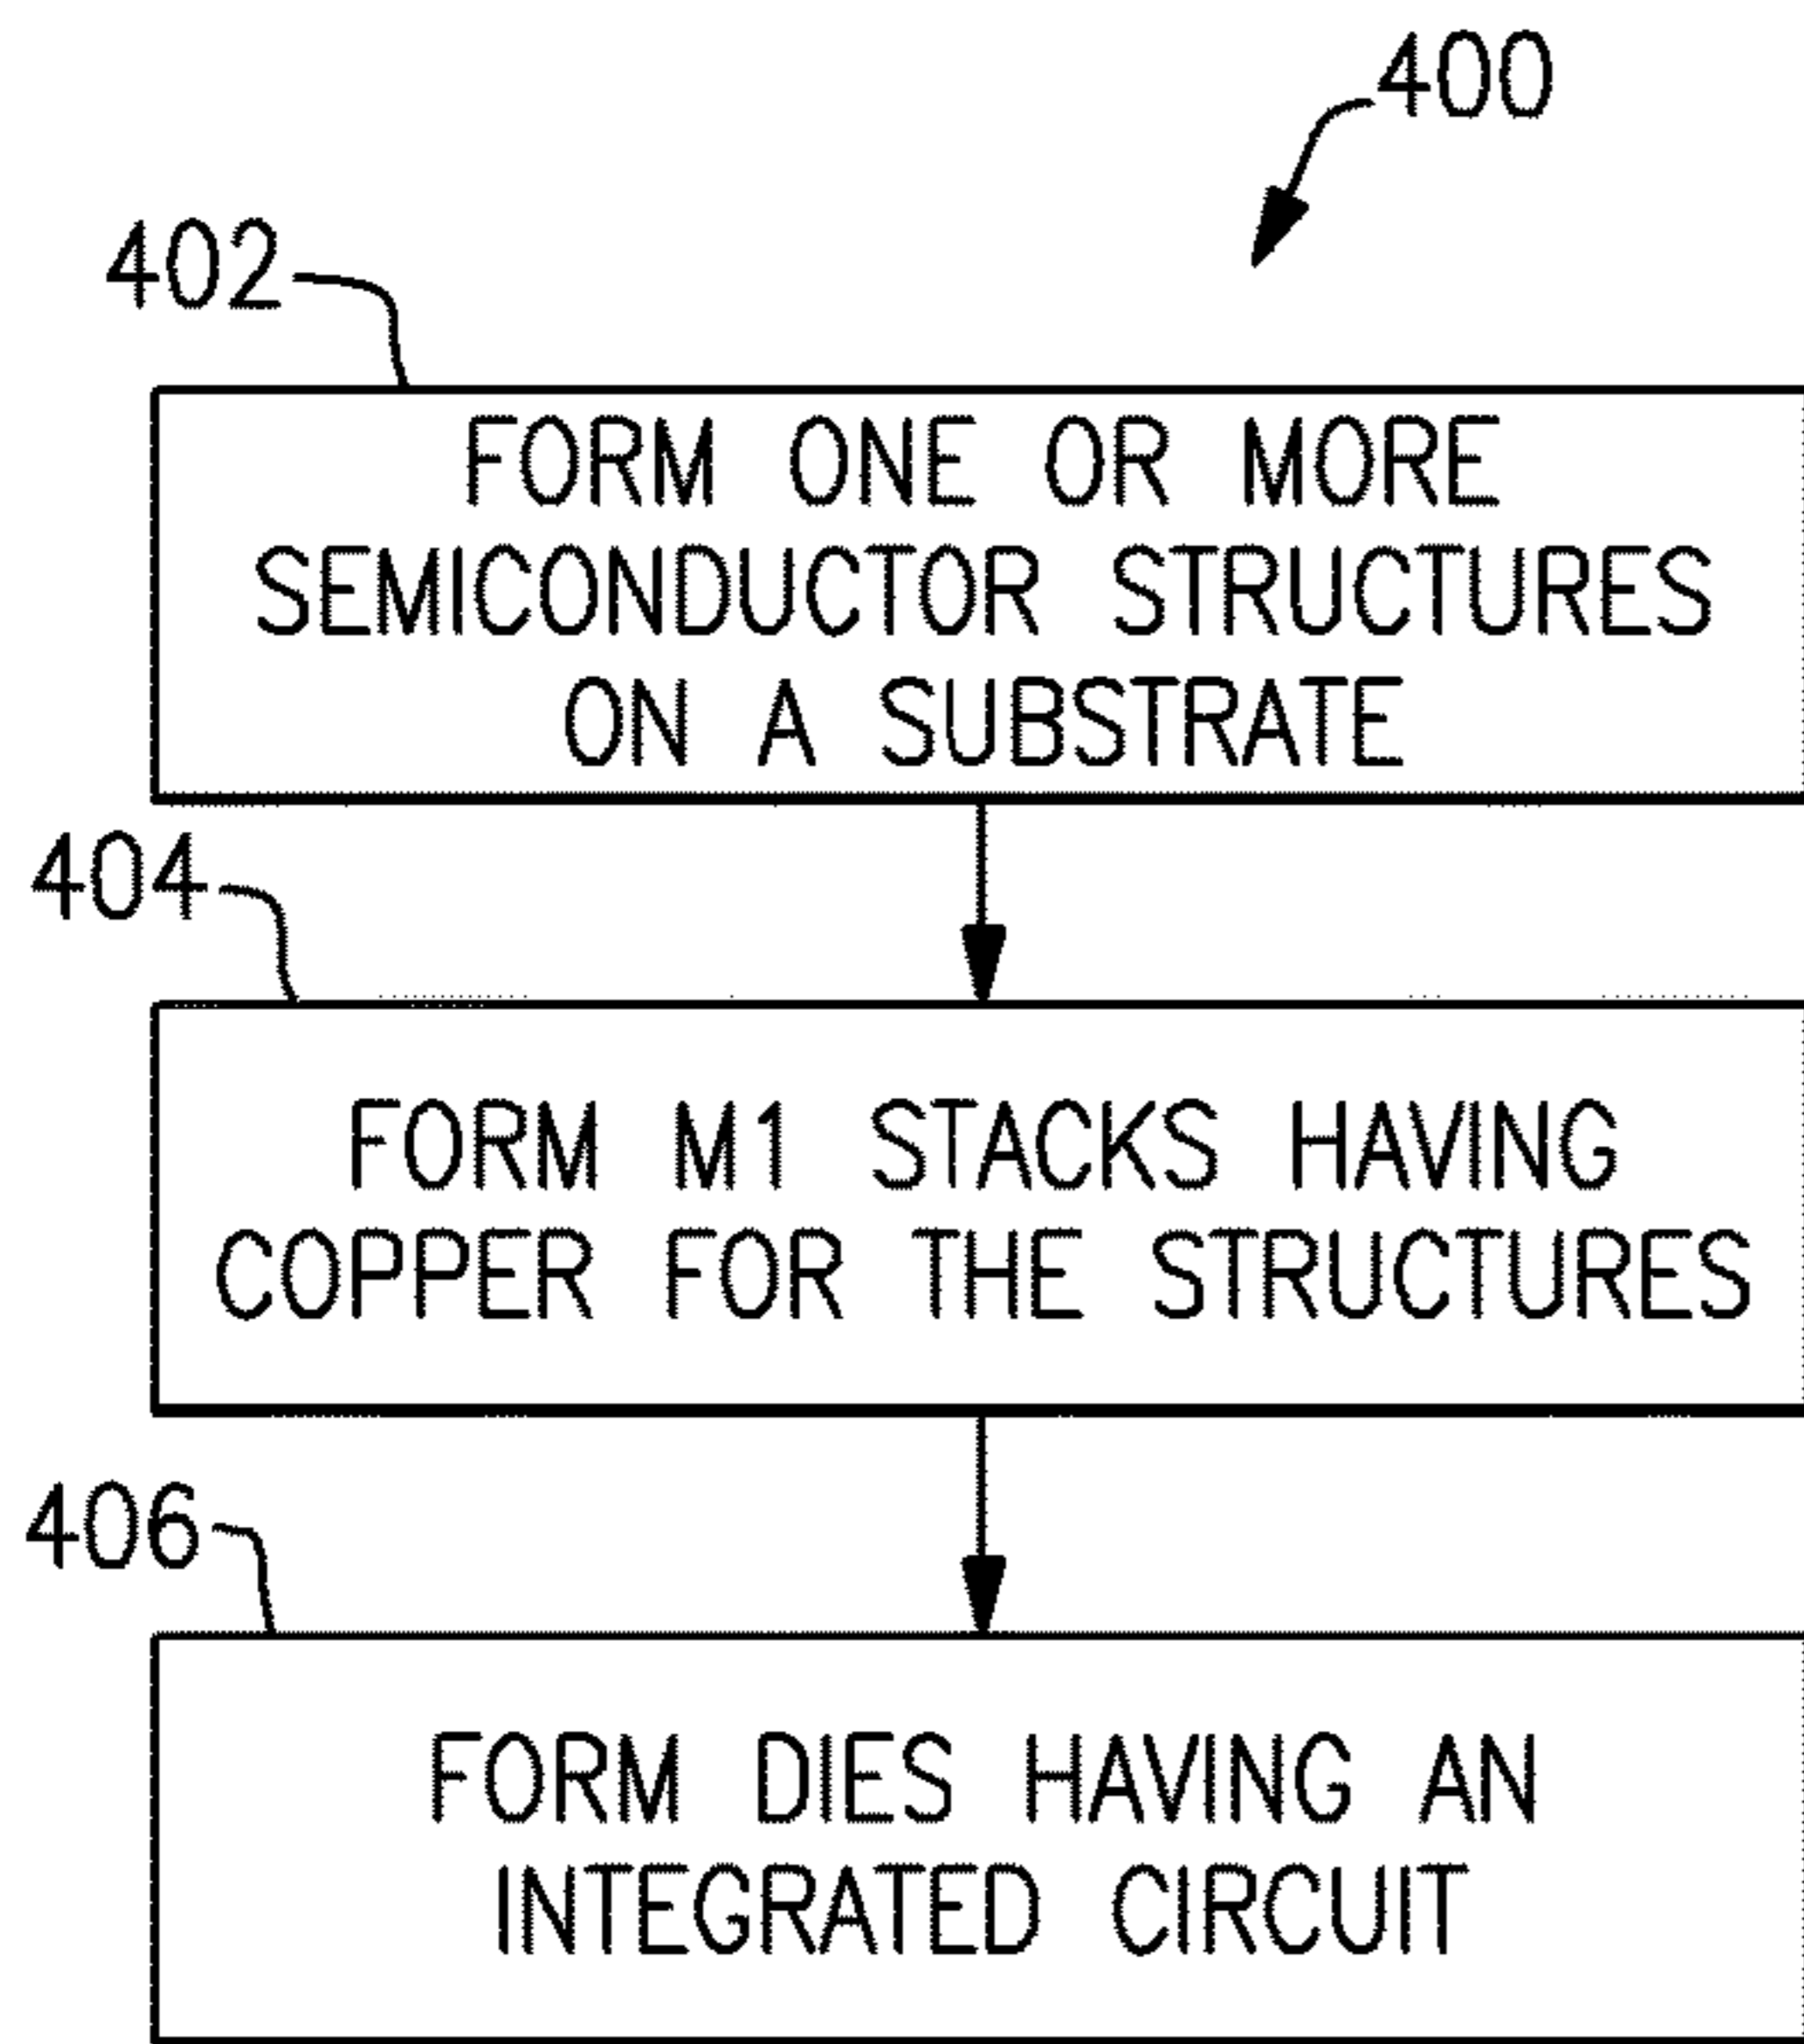 400
402
FORM ONE OR MORE
SEMICONDUCTOR STRUCTURES
ON A SUBSTRATE
404
FORM M1 STACKS HAVING
COPPER FOR THE STRUCTURES
406
FORM DIES HAVING AN
INTEGRATED CIRCUIT